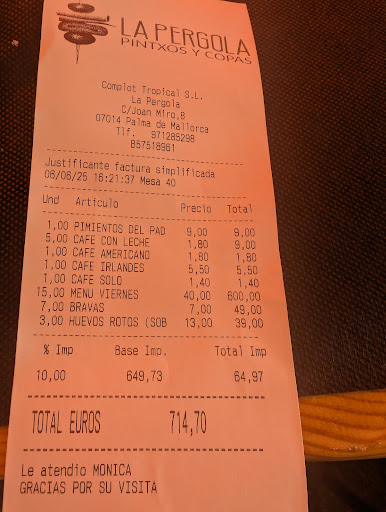 LA PERGOLA
PINTXOS Y COPAS
Complot Tropical S.L.
La Pergola
C/Joan Miro,8
07014 Palma de Mallorca
Tlf. 971285298
B57518961
Justificante factura simplificada
06/06/25 16:21:37 Mesa 40
Und Articulo Precio Total
1,00 PIMIENTOS DEL PAD 9,00 9,00
5,00 CAFE CON LECHE 1,80 9,00
1,00 CAFE AMERICANO 1,80 1,80
1,00 CAFE IRLANDES 5,50 5,50
1,00 CAFE SOLO 1,40 1,40
15,00 MENU VIERNES 40,00 600,00
7,00 BRAVAS 7,00 49,00
3,00 HUEVOS ROTOS (SOB 13,00 39,00
% Imp Base Imp. Total Imp
10,00 649,73 64,97
TOTAL EUROS 714,70
Le atendio MONICA
GRACIAS POR SU VISITA